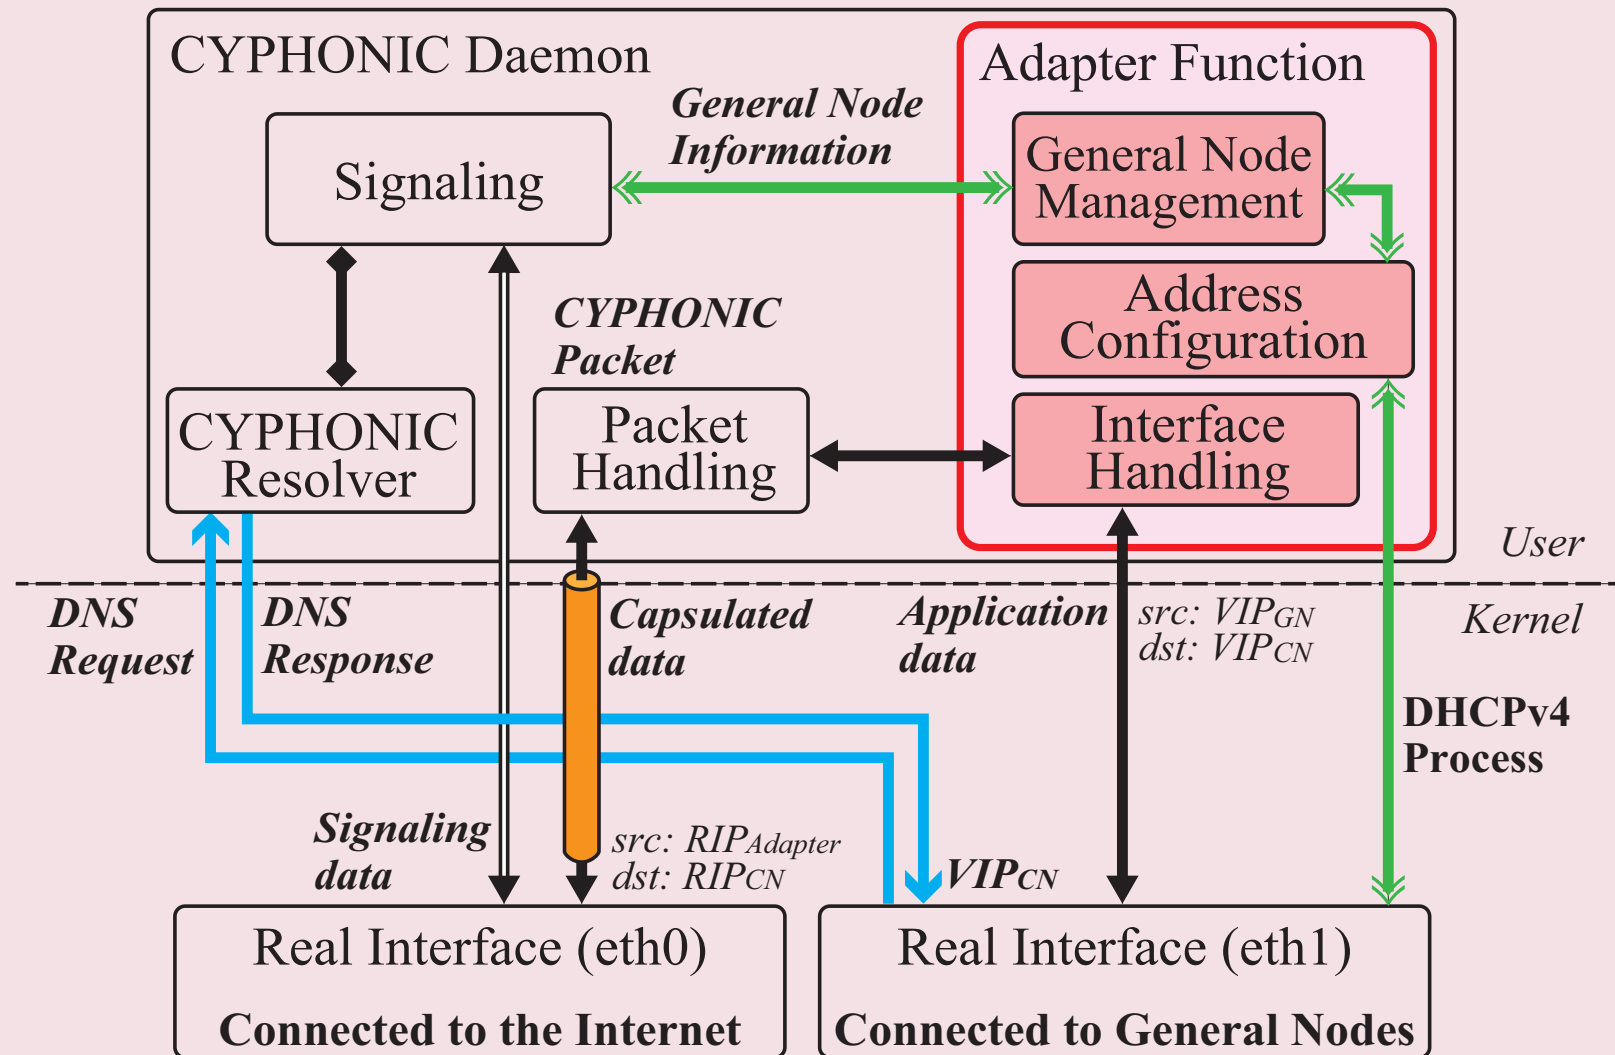 CYPHONIC Daemon
Adapter Function
General Node
Information
Signaling
General Node
Management
Address
Configuration
CYPHONIC
Packet
CYPHONIC
Resolver
Packet
Handling
Interface
Handling
User
Kernel
DNS
Request
DNS
Response
Capsulated
data
Application
data
src: VIPGN
dst: VIPCN
DHCPv4
Process
Signaling
data
src: RIPAdapter
dst: RIPCN
VIPCN
Real Interface (eth0)
Connected to the Internet
Real Interface (eth1)
Connected to General Nodes